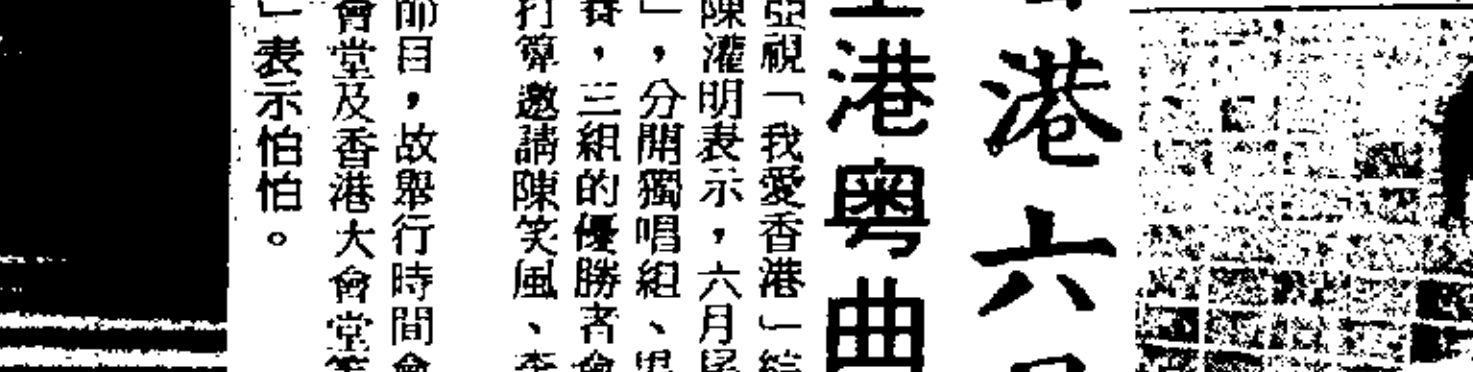 港六
港粵曲
亞視「我愛香港」綜
陳灌明表示，六月尾
」，分開獨唱組、
賽，三組的優勝者會
打算邀請陳笑風、李
節目，故舉行時間會
會堂及香港大會堂等
」表示怕怕。